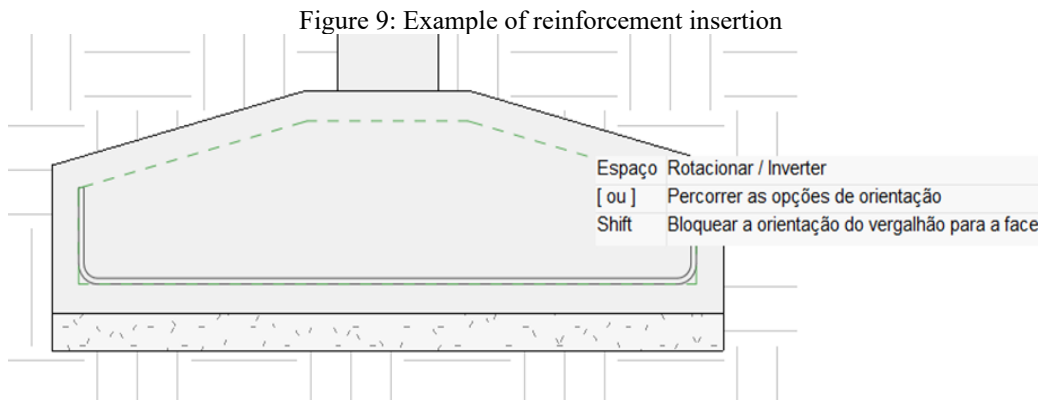 Figure 9: Example of reinforcement insertion
Espaço Rotacionar / Inverter
[ ou ] Percorrer as opções de orientação
Shift Bloquear a orientação do vergalhão para a face